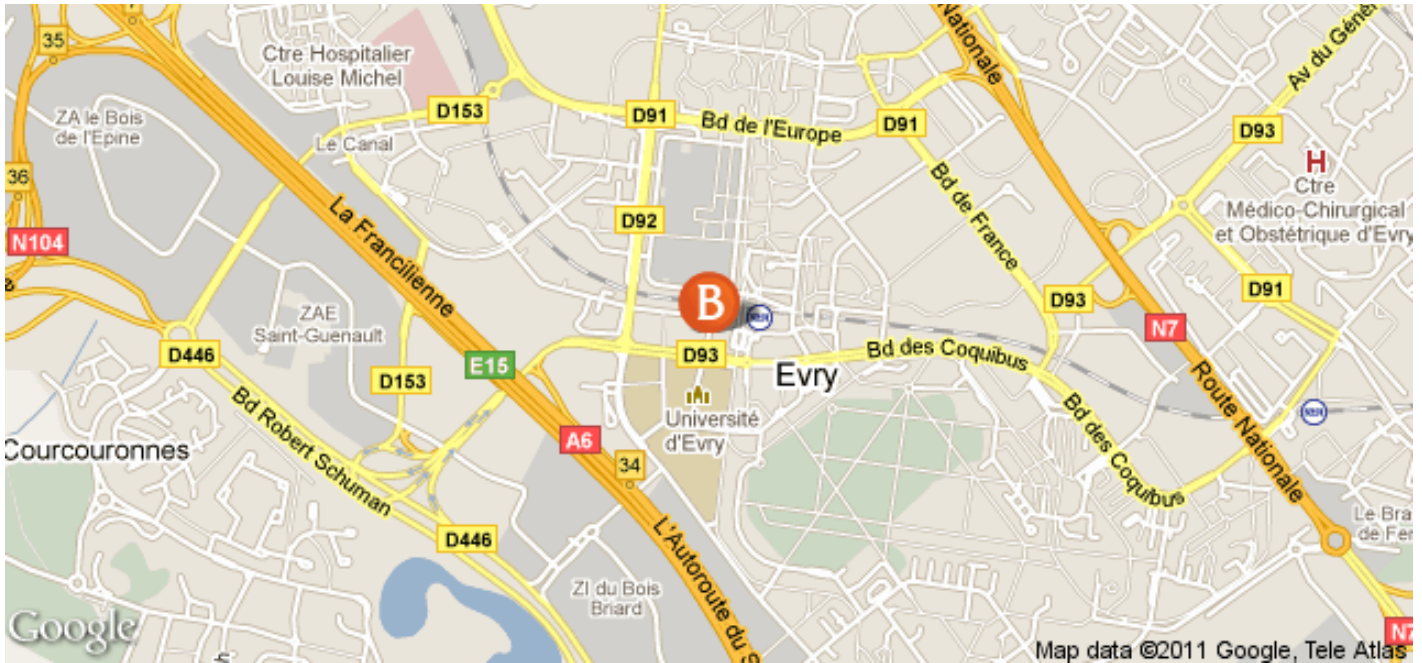 35
Ctre Hospitalier
Louise Michel
Nationale
Av du Génér
D153
D91
Bd de l'Europe
D91
D93
ZA le Bois
de l'Epine
Le Canal
H
Ctre
Médico-Chirurgical
et Obstétrique d'Evry
36
N104
La Francilienne
D92
Bd de France
B
D93
D91
N7
ZAE
Saint-Guenault
D446
E15
D153
D93
Bd des Coquibus
Evry
Route Nationale
Bd Robert Schuman
Université
d'Evry
Bd des Coquibus
Courcouronnes
A6
34
D446
L'Autoroute du S
Le Bra
de Fer
ZI du Bois
Briard
Google
N7
Map data ©2011 Google, Tele Atlas